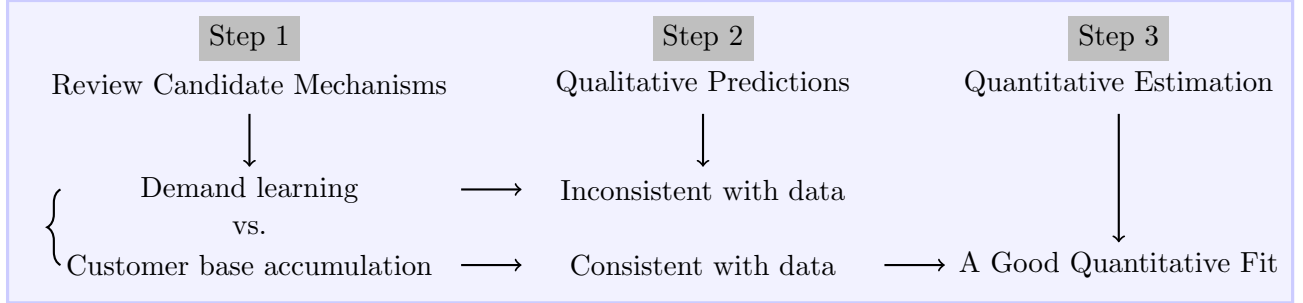 Step 1
Step 2
Step 3
Review Candidate Mechanisms
Qualitative Predictions
Quantitative Estimation
Demand learning
Inconsistent with data
vs.
Customer base accumulation
Consistent with data
A Good Quantitative Fit